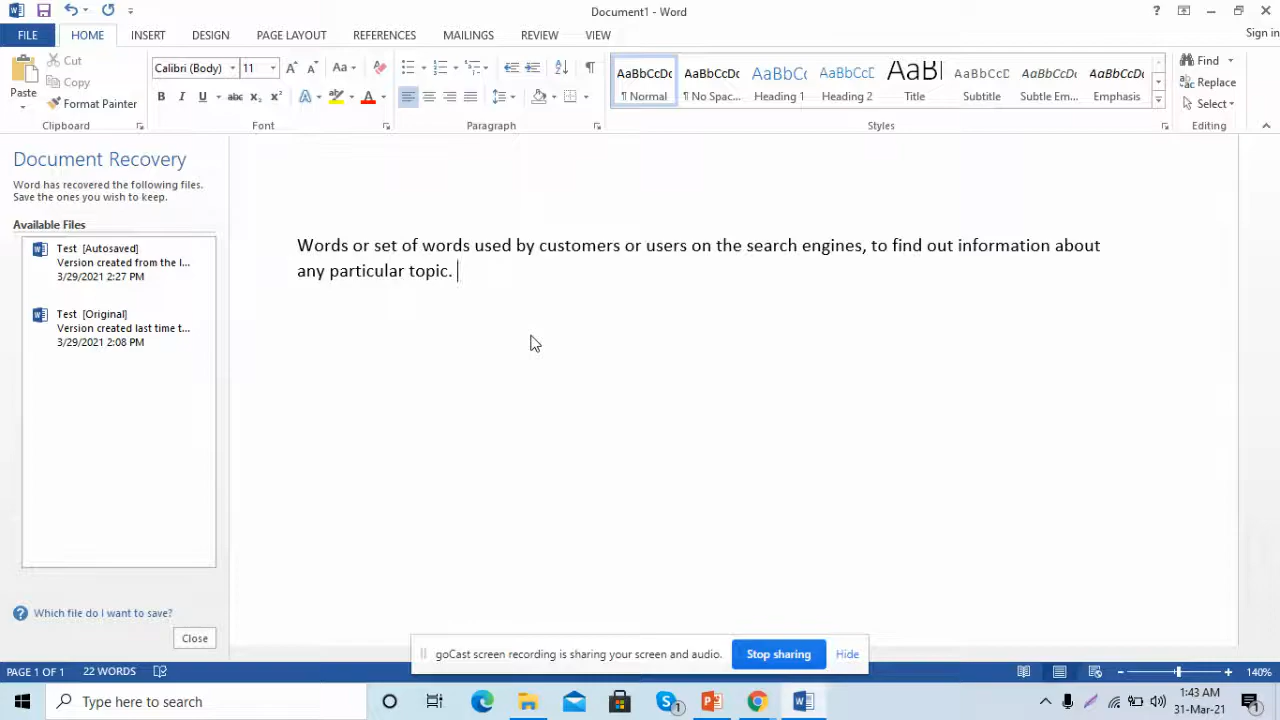 Document1 - Word
Sign in
FILE HOME INSERT DESIGN PAGE LAYOUT REFERENCES MAILINGS REVIEW VIEW
Paste
Cut
Copy
Format Painter
Clipboard
Calibri (Body) 11
Font
Paragraph
AaBbCcDc AaBbCcDc AaBbCc AaBbCcD AaBl AaBbCcD AaBbCcDc AaBbCcDc
¶ Normal ¶ No Spac... Heading 1 Heading 2 Title Subtitle Subtle Em... Emphasis
Styles
Find
Replace
Select
Editing
Document Recovery
Word has recovered the following files.
Save the ones you wish to keep.
Available Files
Test [Autosaved]
Version created from the l...
3/29/2021 2:27 PM
Test [Original]
Version created last time t...
3/29/2021 2:08 PM
Which file do I want to save?
Close
Words or set of words used by customers or users on the search engines, to find out information about
any particular topic.
goCast screen recording is sharing your screen and audio. Stop sharing Hide
PAGE 1 OF 1 22 WORDS 140%
Type here to search
1:43 AM
31-Mar-21